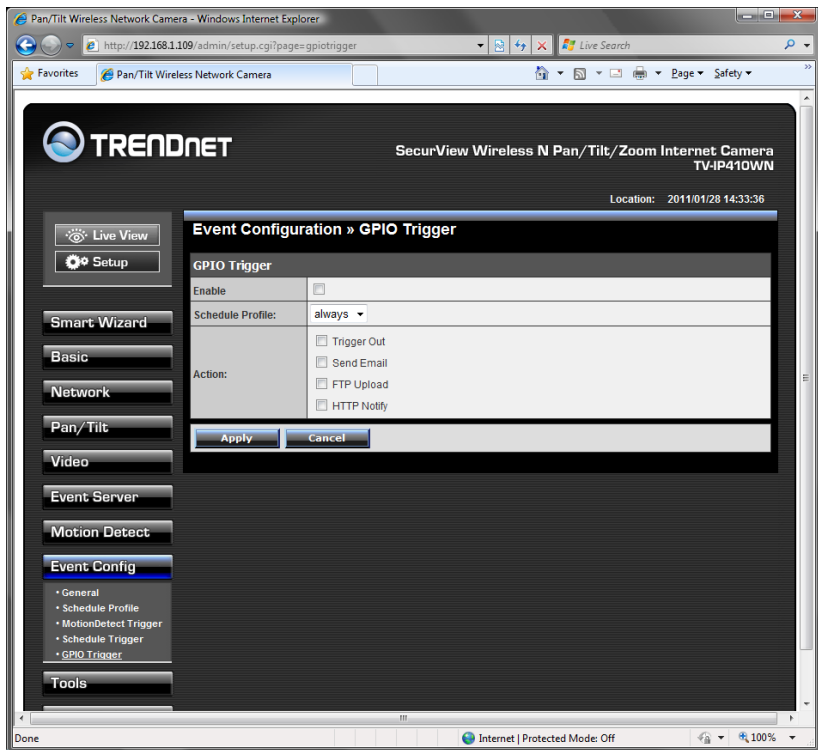 Pan/Tilt Wireless Network Camera - Windows Internet Explorer
http://192.168.1.109/admin/setup.cgi?page=gpiotrigger
Live Search
Favorites
Pan/Tilt Wireless Network Camera
Page
Safety
TRENDNET
SecurView Wireless N Pan/Tilt/Zoom Internet Camera
TV-IP410WN
Location: 2011/01/28 14:33:36
Live View
Setup
Event Configuration » GPIO Trigger
GPIO Trigger
Enable
Schedule Profile: always
Action:
Trigger Out
Send Email
FTP Upload
HTTP Notify
Apply
Cancel
Smart Wizard
Basic
Network
Pan/Tilt
Video
Event Server
Motion Detect
Event Config
• General
• Schedule Profile
• MotionDetect Trigger
• Schedule Trigger
• GPIO Trigger
Tools
Done
Internet | Protected Mode: Off
100%